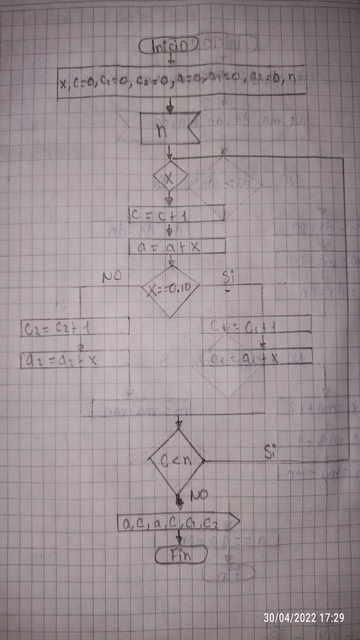 Inicio
x, c=0, c1=0, c2=0, a=0, a1=0, a2=0, n
n
x
c = c+1
a = a+x
NO
x==0.10
Si
c2 = c2+1
c1 = c1+1
a2 = a2+x
= a1+x
c<n
Si
NO
a, c, a, c, c1, c2
Fin
30/04/2022 17:29